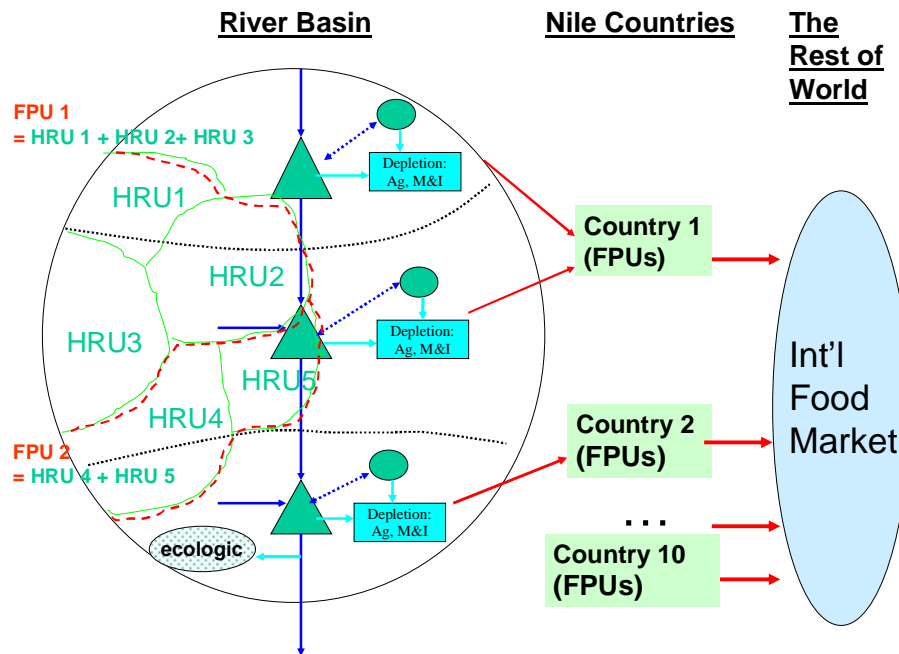 River Basin
Nile Countries
The
Rest of
World
FPU 1
= HRU 1 + HRU 2+ HRU 3
HRU1
HRU2
HRU3
HRU4
HRU5
FPU 2
= HRU 4 + HRU 5
Depletion:
Ag, M&I
Depletion:
Ag, M&I
Depletion:
Ag, M&I
ecologic
Country 1
(FPUs)
Country 2
(FPUs)
...
Country 10
(FPUs)
Int'l
Food
Market